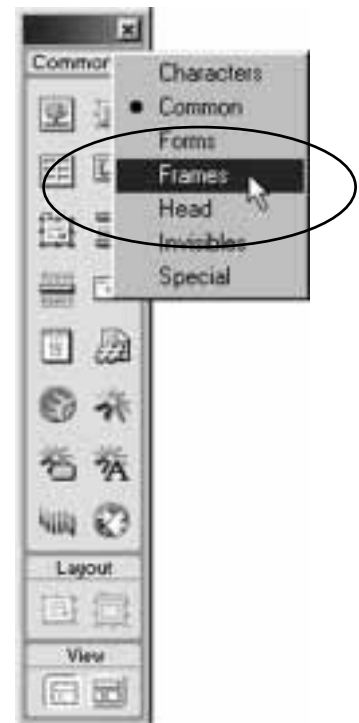 Common
Characters
Common
Forms
Frames
Head
Invisibles
Special
Layout
View